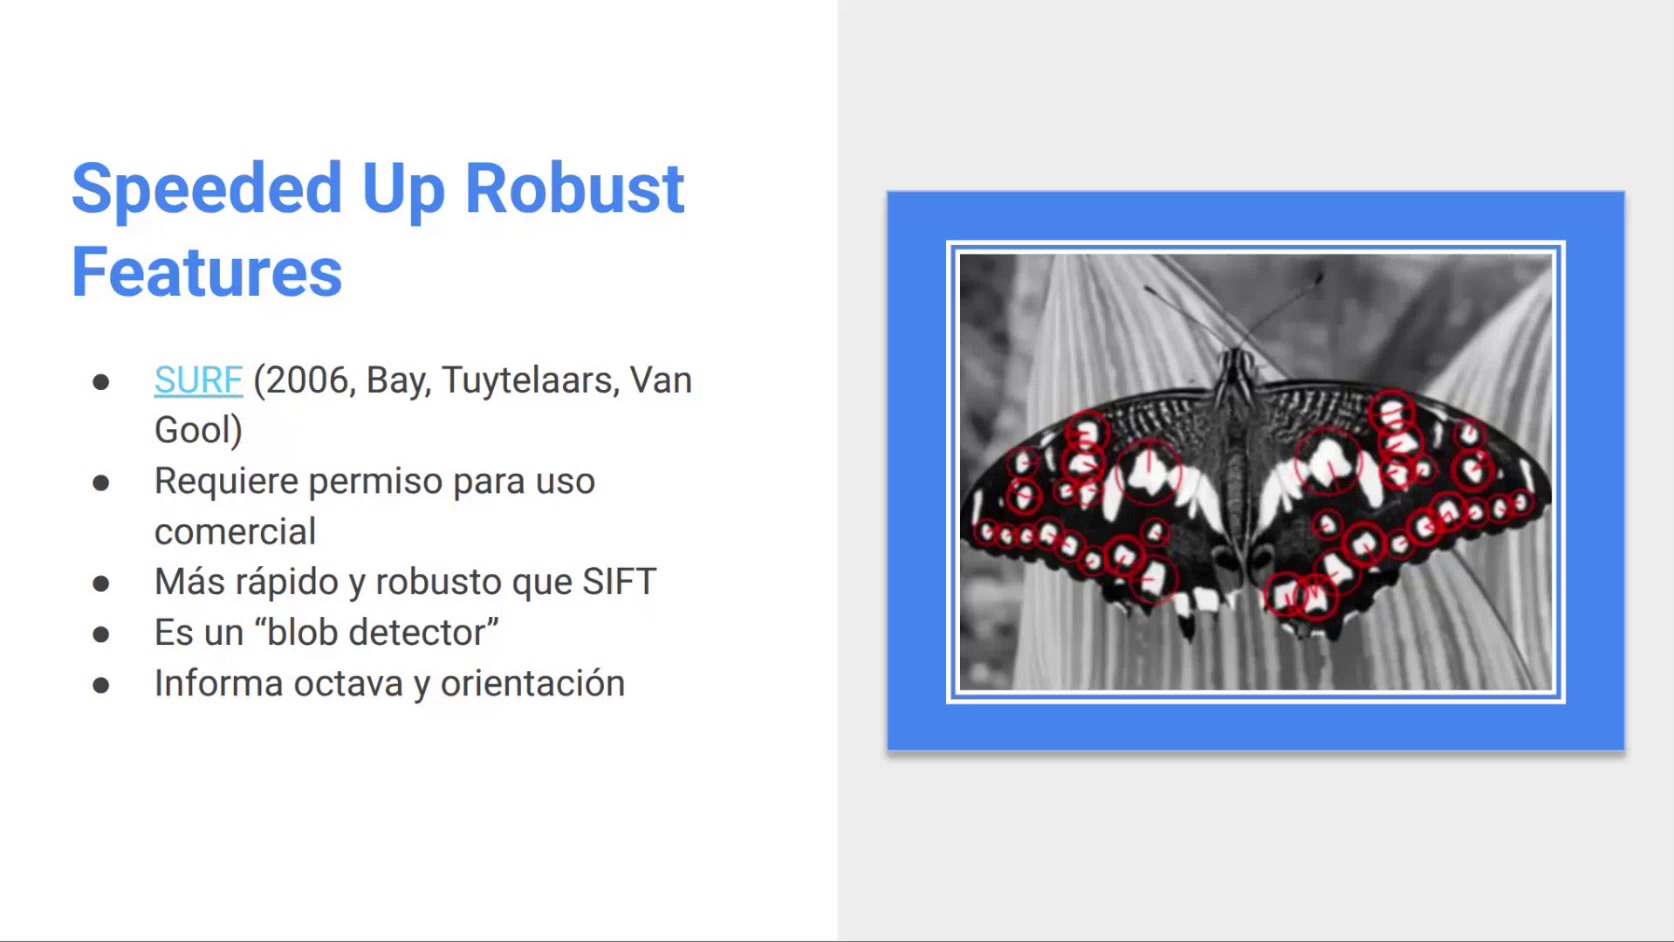 Speeded Up Robust
Features
● SURF (2006, Bay, Tuytelaars, Van
Gool)
● Requiere permiso para uso
comercial
● Más rápido y robusto que SIFT
● Es un “blob detector”
● Informa octava y orientación